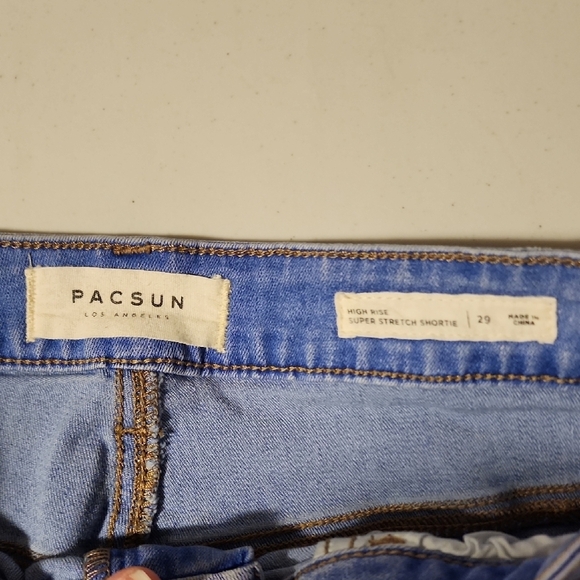 PACSUN
LOS ANGELES
HIGH RISE
SUPER STRETCH SHORTIE
29
MADE IN
CHINA